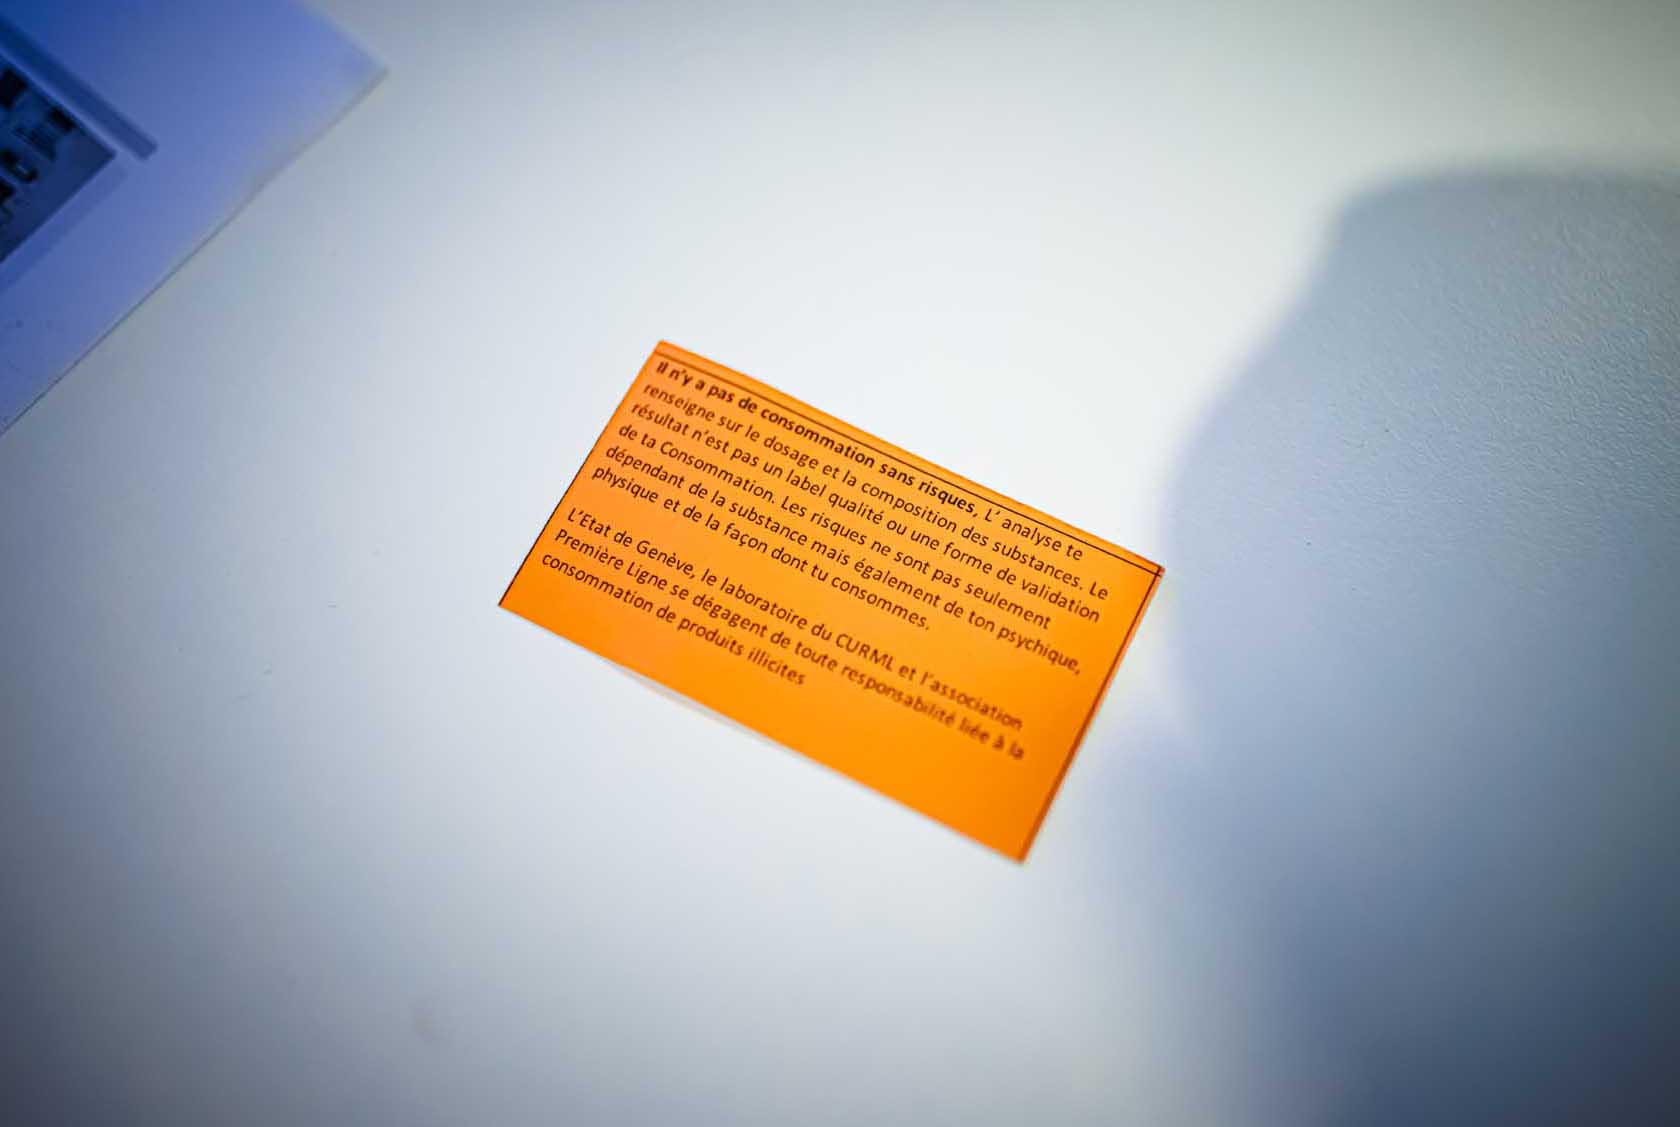 Il n'y a pas de consommation sans risques, L' analyse te
renseigne sur le dosage et la composition des substances. Le
résultat n'est pas un label qualité ou une forme de validation
de ta Consommation. Les risques ne sont pas seulement
dépendant de la substance mais également de ton psychique,
physique et de la façon dont tu consommes.
L'Etat de Genève, le laboratoire du CURML et l'association
Première Ligne se dégagent de toute responsabilité liée à la
consommation de produits illicites